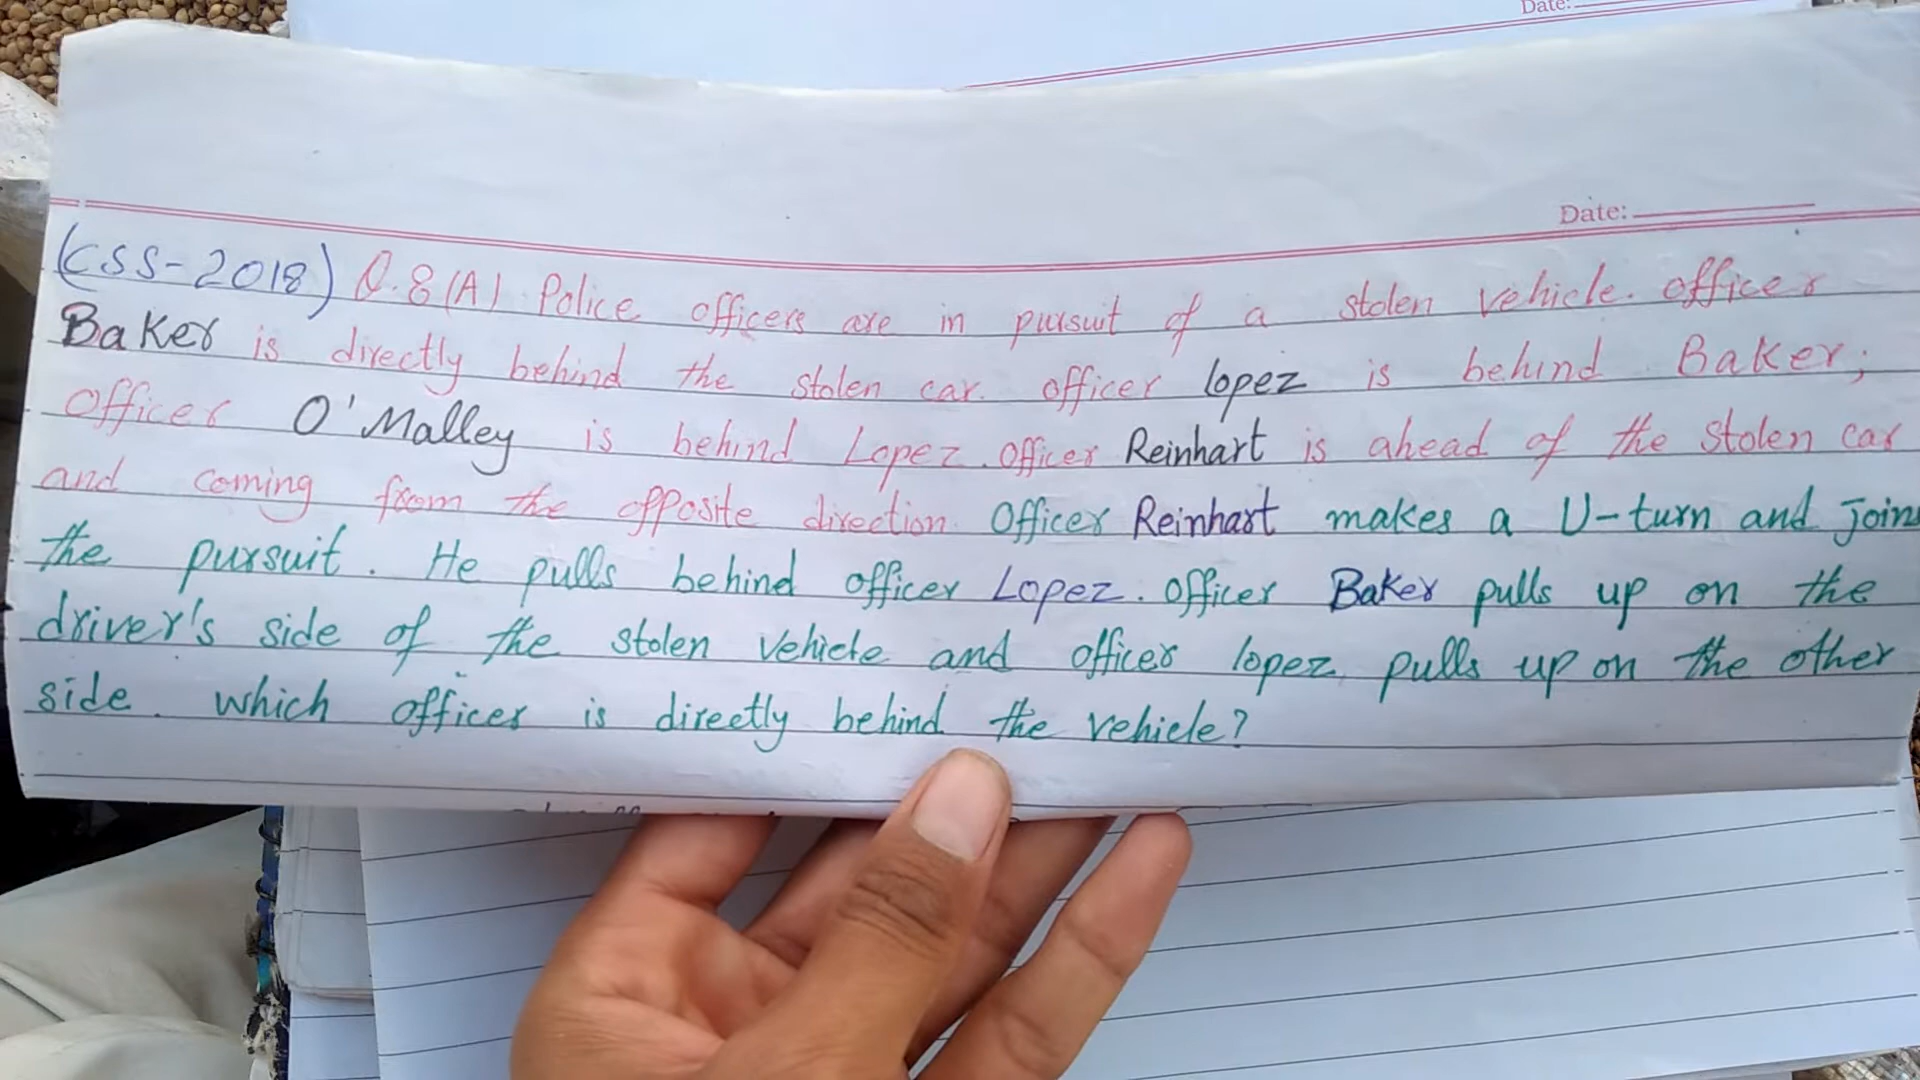 Date:
Date:
(CSS-2018) Q.8(A) Police officers are in pursuit of a stolen vehicle. officer
Baker is directly behind the stolen car. officer lopez is behind Baker;
Officer O'Malley is behind Lopez. Officer Reinhart is ahead of the stolen car
and coming from the opposite direction. Officer Reinhart makes a U-turn and joins
the pursuit. He pulls behind officer Lopez. Officer Baker pulls up on the
driver's side of the stolen vehicle and officer lopez pulls up on the other
side. which officer is directly behind the vehicle?